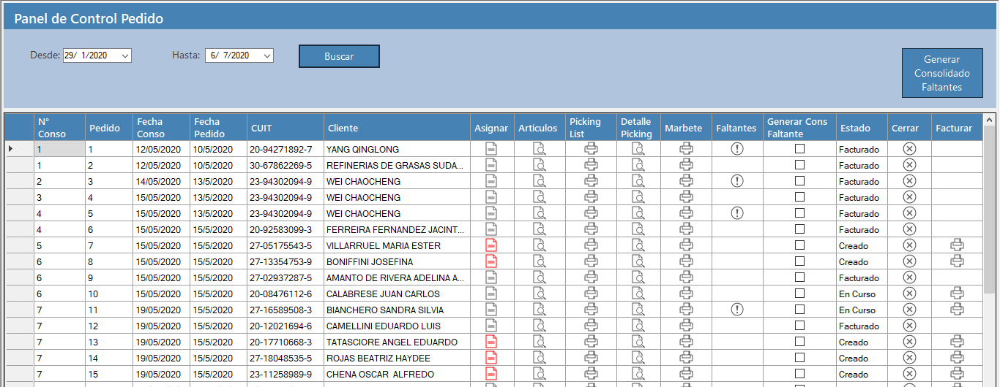 Panel de Control Pedido
Desde: 29/ 1/2020 Hasta: 6/ 7/2020 Buscar
Generar
Consolidado
Faltantes
N° Conso Pedido Fecha Conso Fecha Pedido CUIT Cliente Asignar Articulos Picking List Detalle Picking Marbete Faltantes Generar Cons Faltante Estado Cerrar Facturar
1 1 12/05/2020 10/5/2020 20-94271892-7 YANG QINGLONG Facturado
1 2 12/05/2020 10/5/2020 30-67862269-5 REFINERIAS DE GRASAS SUDA... Facturado
2 3 14/05/2020 13/5/2020 23-94302094-9 WEI CHAOCHENG Facturado
3 4 15/05/2020 13/5/2020 23-94302094-9 WEI CHAOCHENG Facturado
4 5 15/05/2020 13/5/2020 23-94302094-9 WEI CHAOCHENG Facturado
4 6 15/05/2020 15/5/2020 20-92583099-3 FERREIRA FERNANDEZ JACINT... Facturado
5 7 15/05/2020 15/5/2020 27-05175543-5 VILLARRUEL MARIA ESTER Creado
6 8 15/05/2020 15/5/2020 27-13354753-9 BONIFFINI JOSEFINA Creado
6 9 15/05/2020 15/5/2020 27-02937287-5 AMANTO DE RIVERA ADELINA A... Facturado
6 10 15/05/2020 15/5/2020 20-08476112-6 CALABRESE JUAN CARLOS En Curso
7 11 19/05/2020 15/5/2020 27-16589508-3 BIANCHERO SANDRA SILVIA En Curso
7 12 19/05/2020 15/5/2020 20-12021694-6 CAMELLINI EDUARDO LUIS Facturado
7 13 19/05/2020 15/5/2020 20-17710668-3 TATASCIORE ANGEL EDUARDO Creado
7 14 19/05/2020 15/5/2020 27-18048535-5 ROJAS BEATRIZ HAYDEE Creado
7 15 19/05/2020 15/5/2020 23-11258989-9 CHENA OSCAR ALFREDO Creado